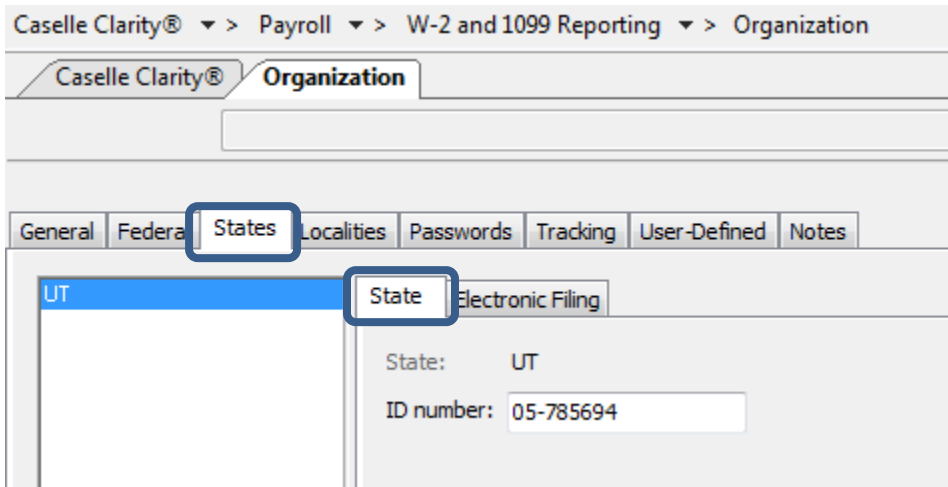 Caselle Clarity® > Payroll > W-2 and 1099 Reporting > Organization
Caselle Clarity® Organization
General Federa States Localities Passwords Tracking User-Defined Notes
UT State Electronic Filing
State: UT
ID number: 05-785694